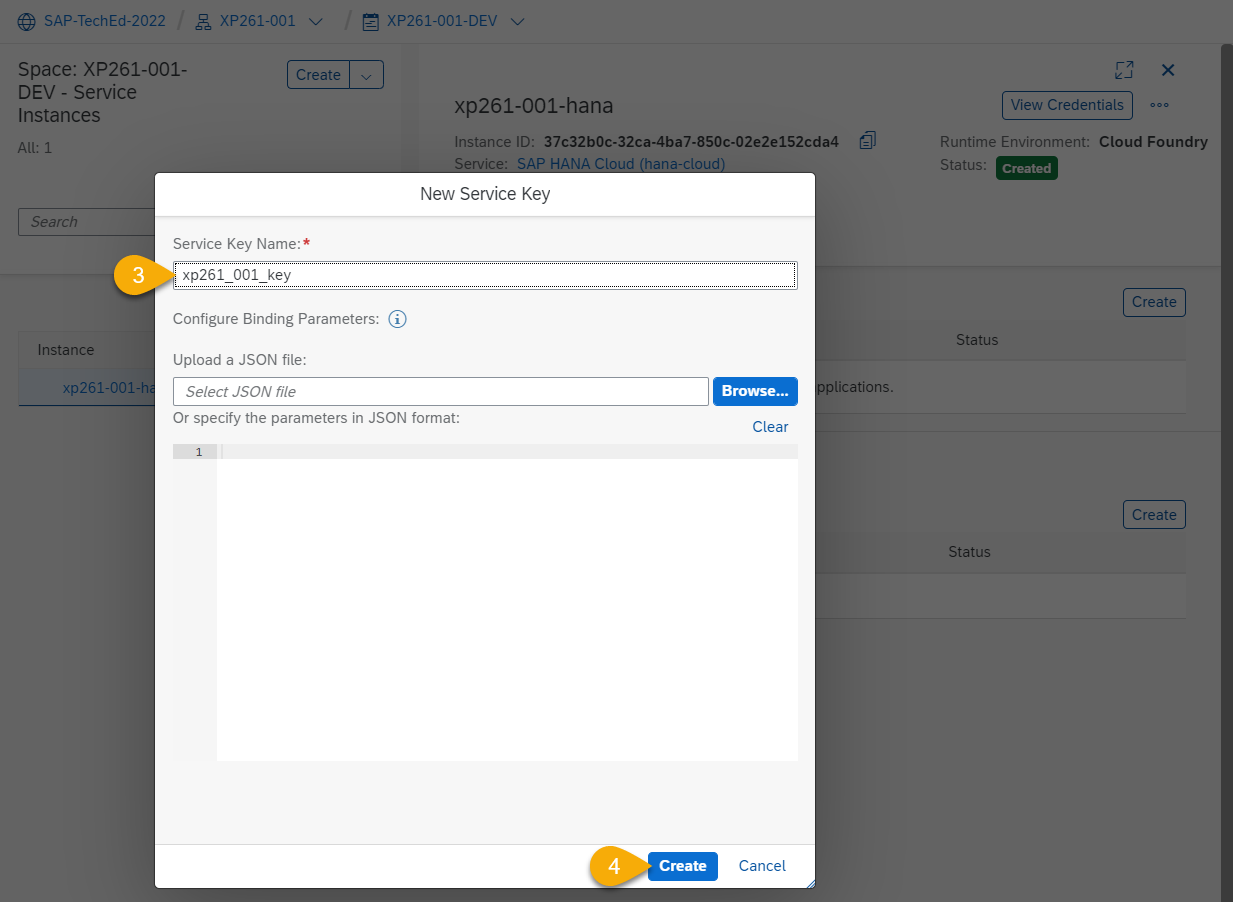 SAP-TechEd-2022 / XP261-001 / XP261-001-DEV
Space: XP261-001-
DEV - Service
Instances
Create
All: 1
Search
Instance
xp261-001-ha
xp261-001-hana
View Credentials
Instance ID: 37c32b0c-32ca-4ba7-850c-02e2e152cda4
Service: SAP HANA Cloud (hana-cloud)
Runtime Environment: Cloud Foundry
Status: Created
Create
Status
pplications.
Create
Status
New Service Key
Service Key Name:*
3
xp261_001_key
Configure Binding Parameters:
Upload a JSON file:
Select JSON file
Browse...
Or specify the parameters in JSON format:
Clear
1
4
Create
Cancel